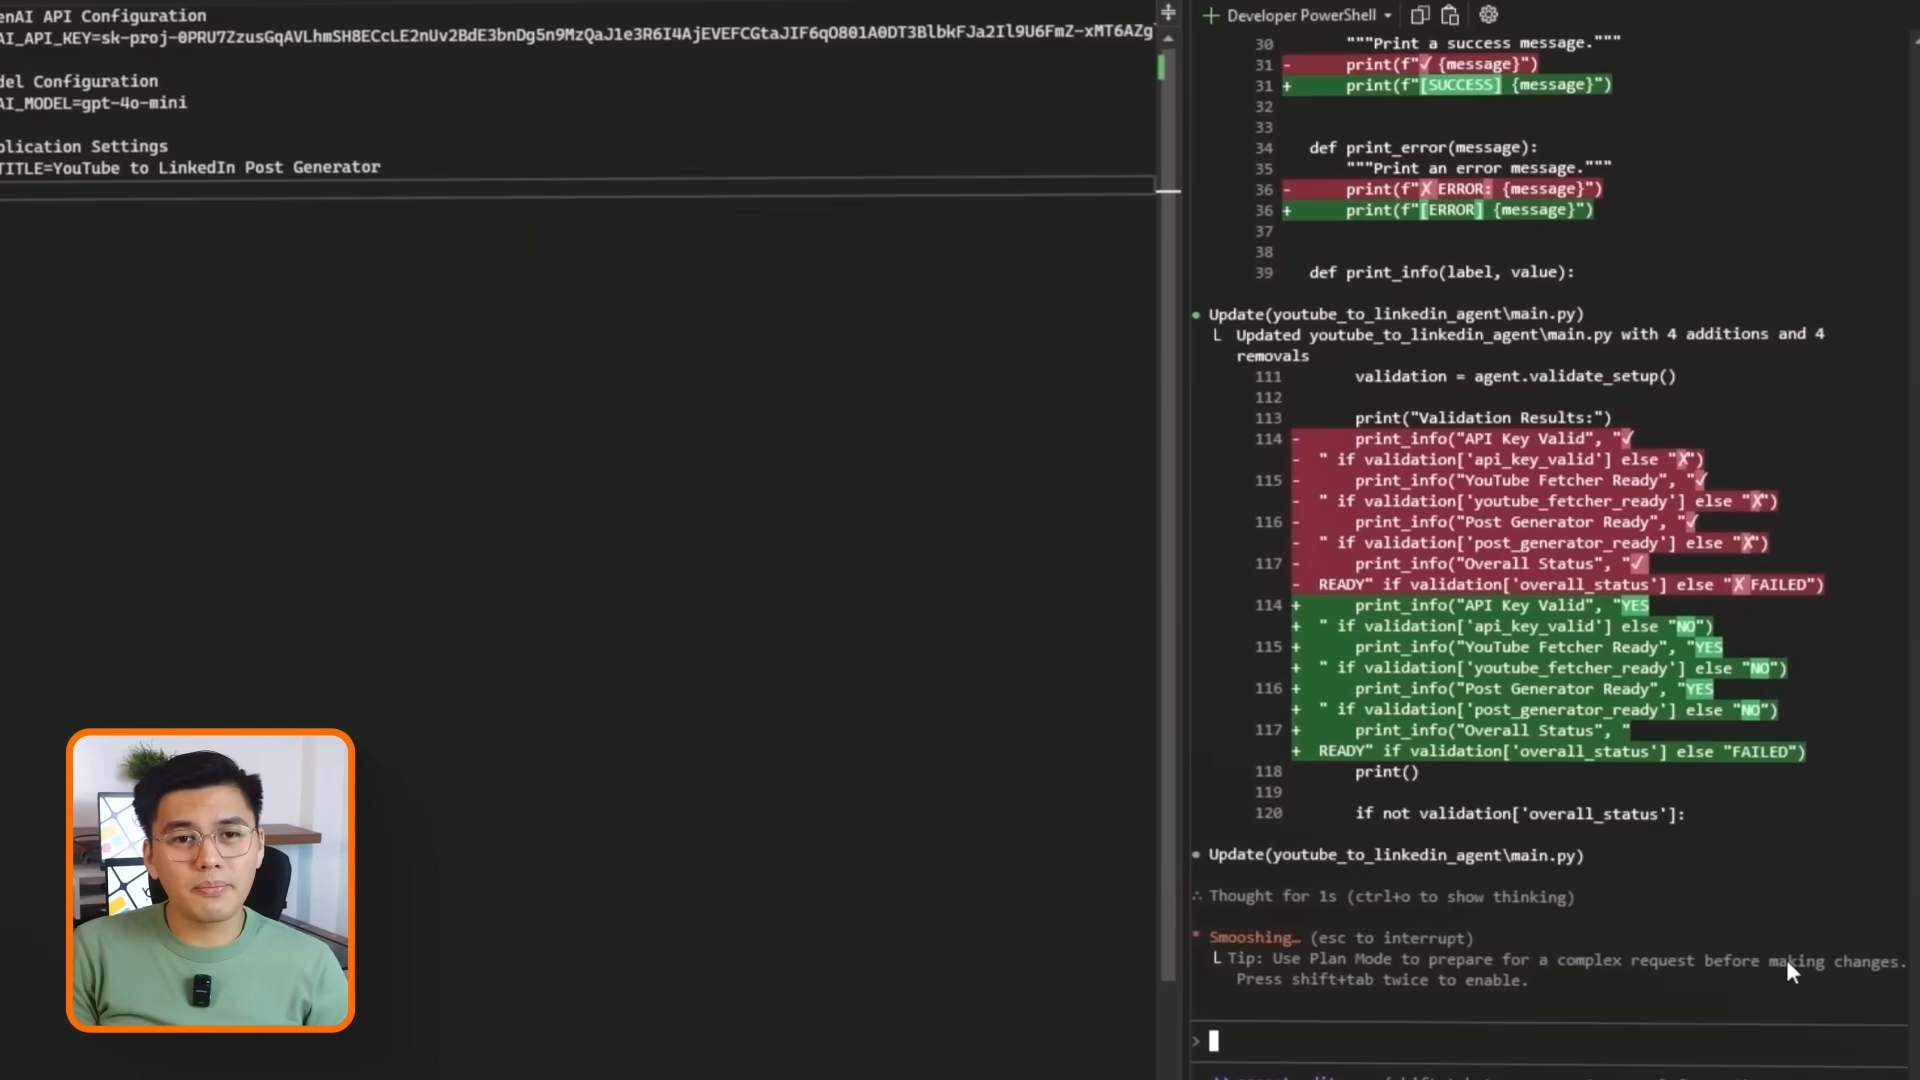 enAI API Configuration
AI_API_KEY=[API key omitted]
del Configuration
AI_MODEL=gpt-4o-mini
plication Settings
TITLE=YouTube to LinkedIn Post Generator
Developer PowerShell
30 """Print a success message."""
31 - print(f"✓ {message}")
31 + print(f"[SUCCESS] {message}")
32
33
34 def print_error(message):
35 """Print an error message."""
36 - print(f"✗ ERROR: {message}")
36 + print(f"[ERROR] {message}")
37
38
39 def print_info(label, value):
● Update(youtube_to_linkedin_agent\main.py)
└ Updated youtube_to_linkedin_agent\main.py with 4 additions and 4
removals
111 validation = agent.validate_setup()
112
113 print("Validation Results:")
114 - print_info("API Key Valid", "✓
- " if validation['api_key_valid'] else "✗")
115 - print_info("YouTube Fetcher Ready", "✓
- " if validation['youtube_fetcher_ready'] else "✗")
116 - print_info("Post Generator Ready", "✓
- " if validation['post_generator_ready'] else "✗")
117 - print_info("Overall Status", "✓
- READY" if validation['overall_status'] else "✗ FAILED")
114 + print_info("API Key Valid", "YES
+ " if validation['api_key_valid'] else "NO")
115 + print_info("YouTube Fetcher Ready", "YES
+ " if validation['youtube_fetcher_ready'] else "NO")
116 + print_info("Post Generator Ready", "YES
+ " if validation['post_generator_ready'] else "NO")
117 + print_info("Overall Status", "
+ READY" if validation['overall_status'] else "FAILED")
118 print()
119
120 if not validation['overall_status']:
● Update(youtube_to_linkedin_agent\main.py)
∴ Thought for 1s (ctrl+o to show thinking)
* Smooshing… (esc to interrupt)
└ Tip: Use Plan Mode to prepare for a complex request before making changes.
Press shift+tab twice to enable.
>